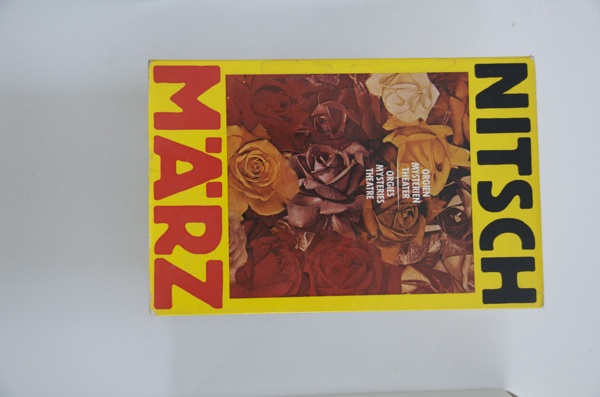 NITSCH
ORGIEN
MYSTERIEN
THEATER
ORGIES
MYSTERIES
THEATRE
MÄRZ